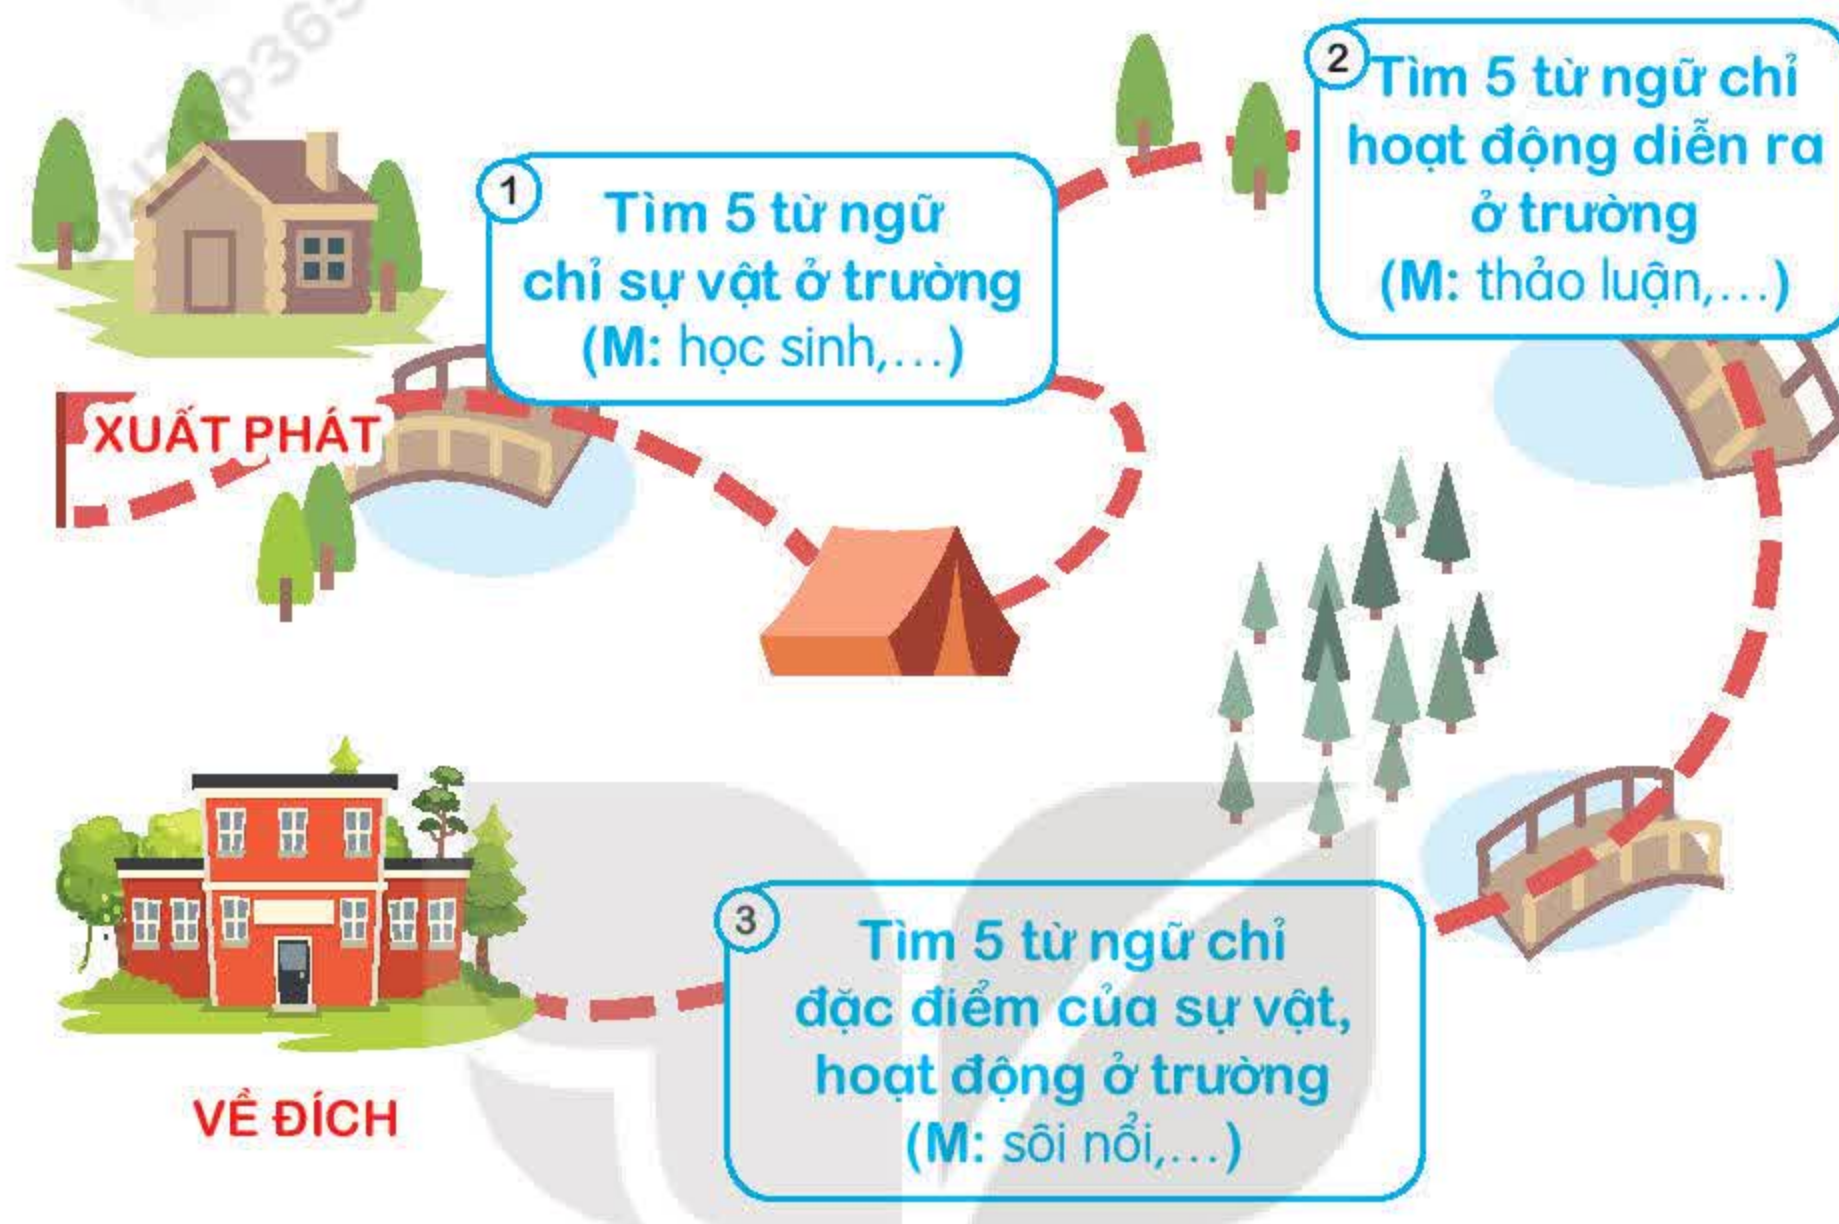 XUẤT PHÁT
1
Tìm 5 từ ngữ
chỉ sự vật ở trường
(M: học sinh,...)
2
Tìm 5 từ ngữ chỉ
hoạt động diễn ra
ở trường
(M: thảo luận,...)
3
Tìm 5 từ ngữ chỉ
đặc điểm của sự vật,
hoạt động ở trường
(M: sôi nổi,...)
VỀ ĐÍCH